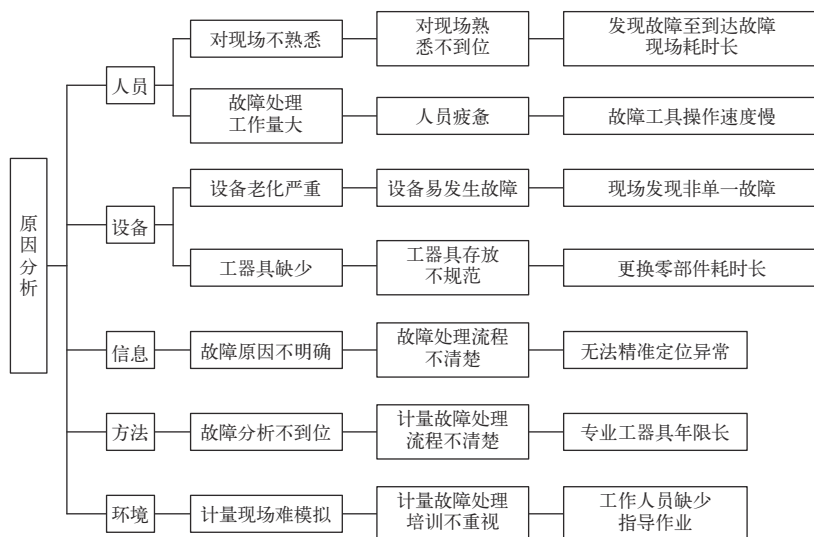 原因分析
人员
对现场不熟悉
对现场熟
悉不到位
发现故障至到达故障
现场耗时长
故障处理
工作量大
人员疲惫
故障工具操作速度慢
设备
设备老化严重
设备易发生故障
现场发现非单一故障
工器具缺少
工器具存放
不规范
更换零部件耗时长
信息
故障原因不明确
故障处理流程
不清楚
无法精准定位异常
方法
故障分析不到位
计量故障处理
流程不清楚
专业工器具年限长
环境
计量现场难模拟
计量故障处理
培训不重视
工作人员缺少
指导作业